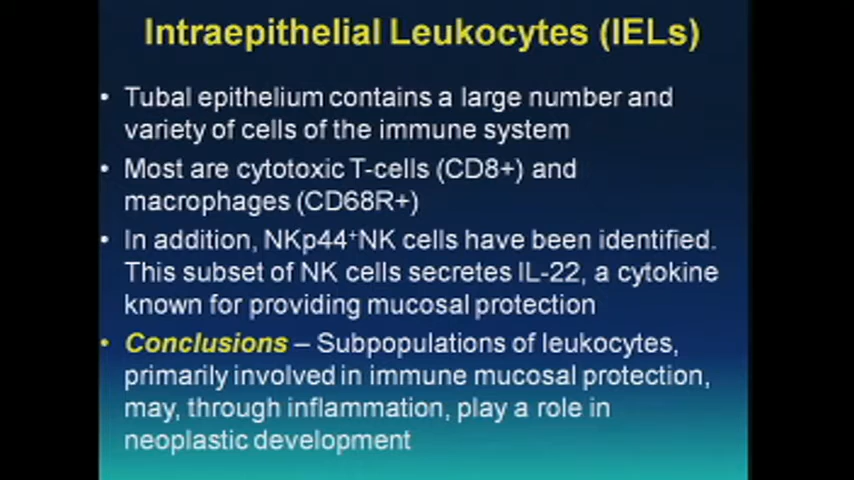 Intraepithelial Leukocytes (IELs)
• Tubal epithelium contains a large number and
variety of cells of the immune system
• Most are cytotoxic T-cells (CD8+) and
macrophages (CD68R+)
• In addition, NKp44⁺NK cells have been identified.
This subset of NK cells secretes IL-22, a cytokine
known for providing mucosal protection
• Conclusions – Subpopulations of leukocytes,
primarily involved in immune mucosal protection,
may, through inflammation, play a role in
neoplastic development